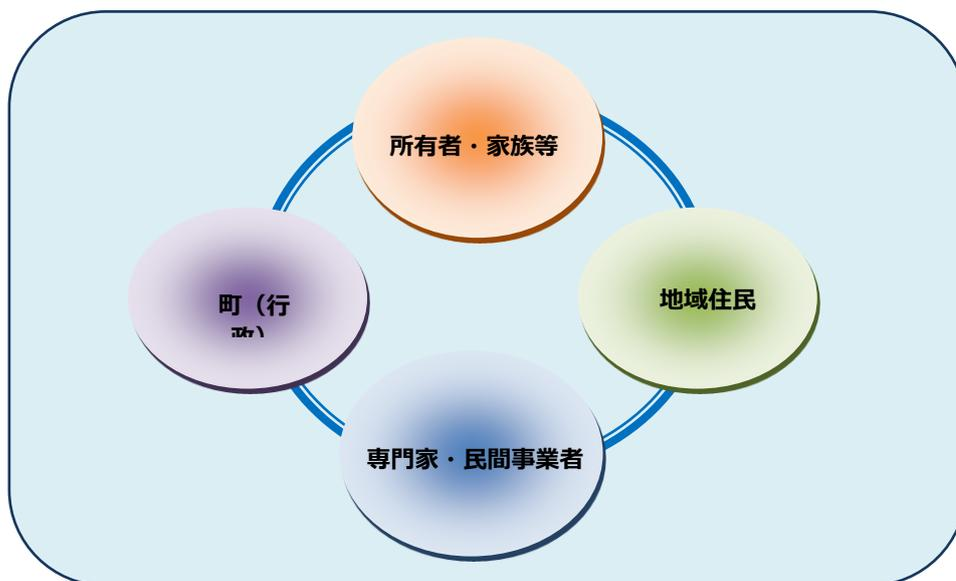 所有者・家族等
町（行
政）
地域住民
専門家・民間事業者